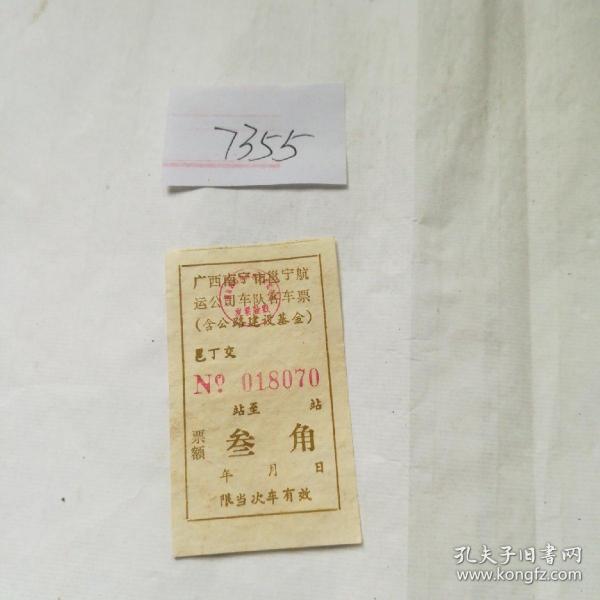 7355
广西南宁市邕宁航
运公司车队客车票
(含公路建设基金)
邕丁交
№ 018070
站至 站
票额 叁角
年 月 日
限当次车有效
孔夫子旧书网
www.kongfz.com